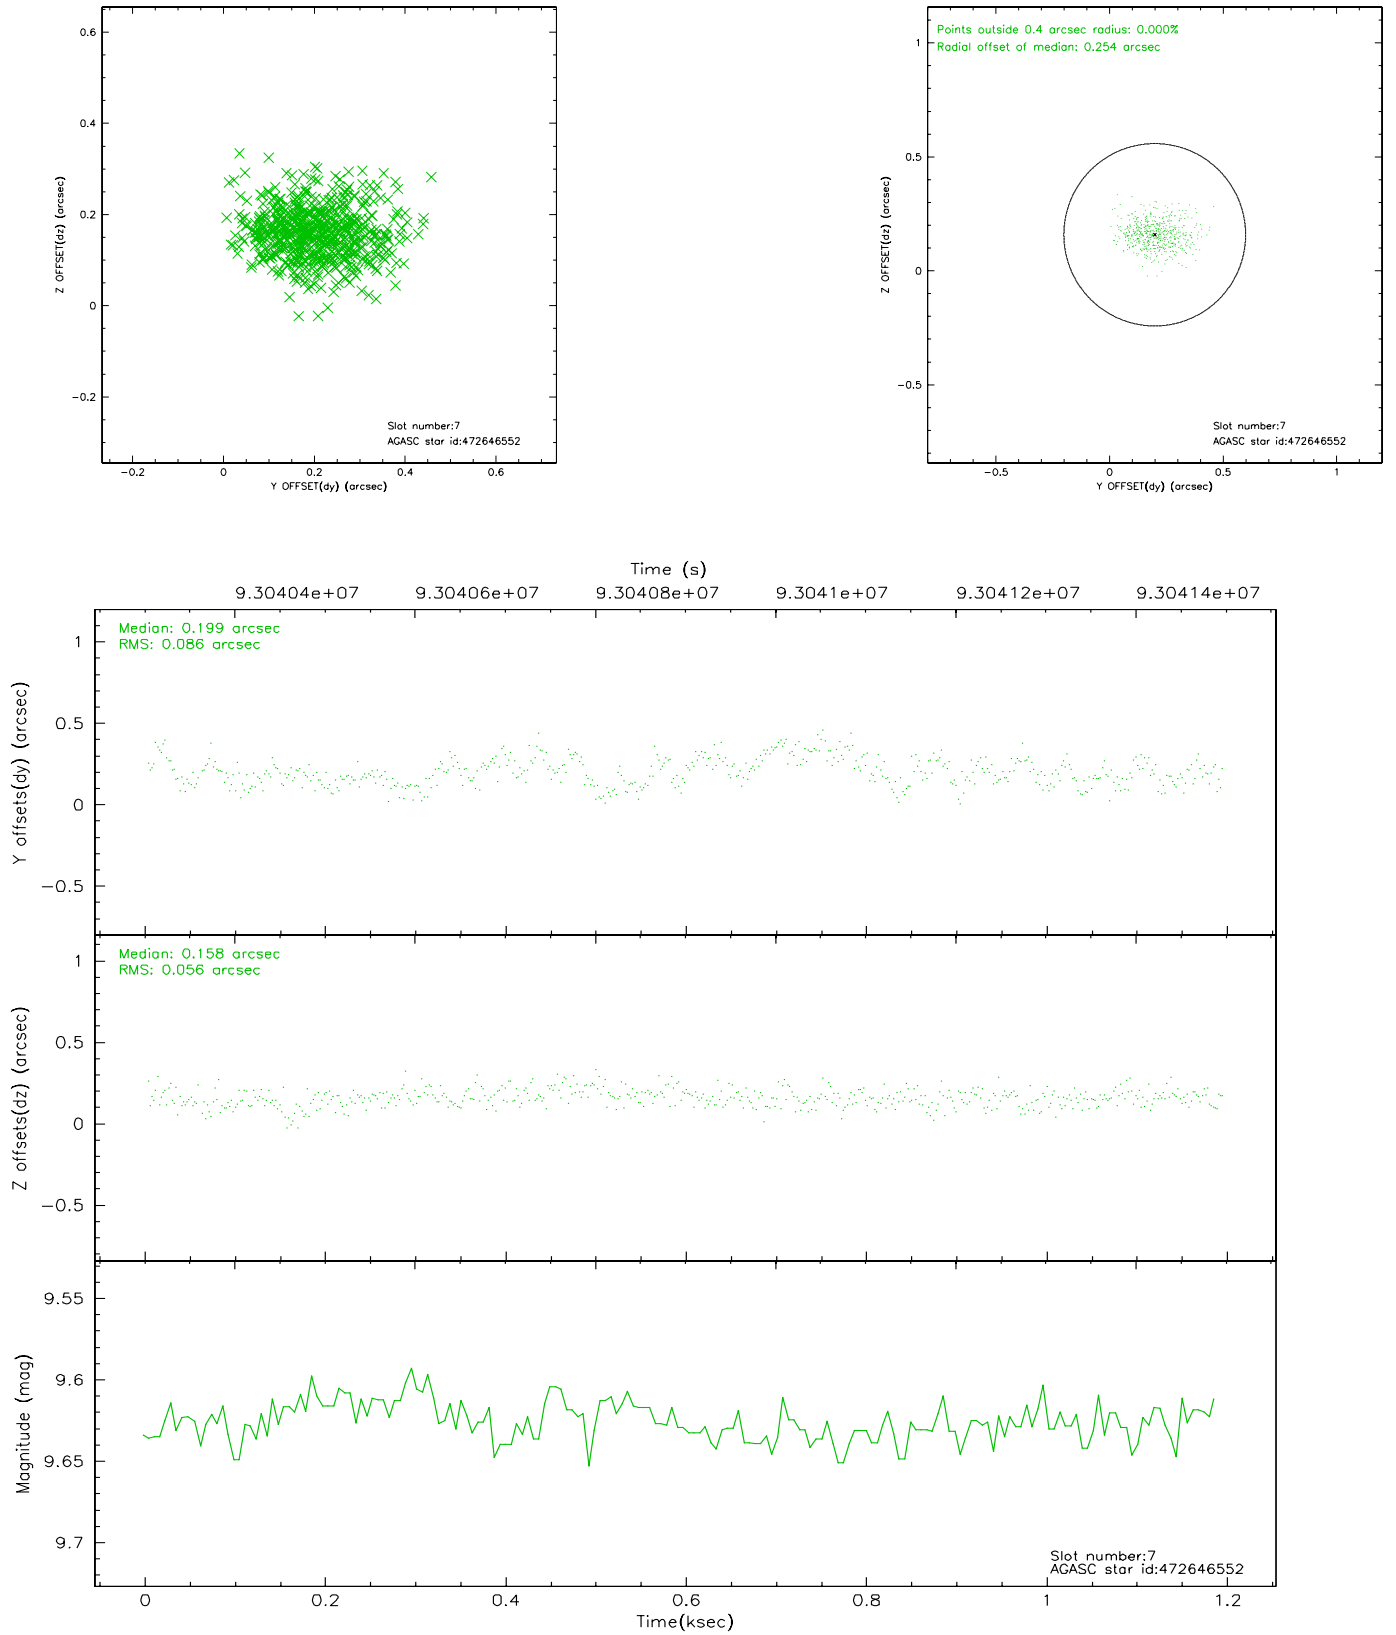 0.6
0.4
0.2
0
−0.2
Z OFFSET(dz) (arcsec)
−0.2 0 0.2 0.4 0.6
Y OFFSET(dy) (arcsec)
Slot number:7
AGASC star id:472646552
Points outside 0.4 arcsec radius: 0.000%
Radial offset of median: 0.254 arcsec
1
0.5
0
−0.5
Z OFFSET(dz) (arcsec)
−0.5 0 0.5 1
Y OFFSET(dy) (arcsec)
Slot number:7
AGASC star id:472646552
Time (s)
9.30404e+07 9.30406e+07 9.30408e+07 9.3041e+07 9.30412e+07 9.30414e+07
Median: 0.199 arcsec
RMS: 0.086 arcsec
1
0.5
0
−0.5
Y offsets(dy) (arcsec)
Median: 0.158 arcsec
RMS: 0.056 arcsec
1
0.5
0
−0.5
Z offsets(dz) (arcsec)
9.55
9.6
9.65
9.7
Magnitude (mag)
Slot number:7
AGASC star id:472646552
0 0.2 0.4 0.6 0.8 1 1.2
Time(ksec)